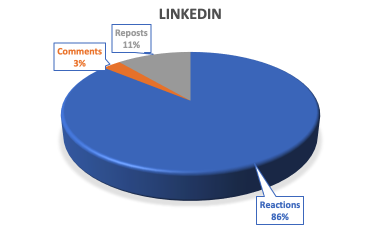 LINKEDIN
Reposts
11%
Comments
3%
Reactions
86%